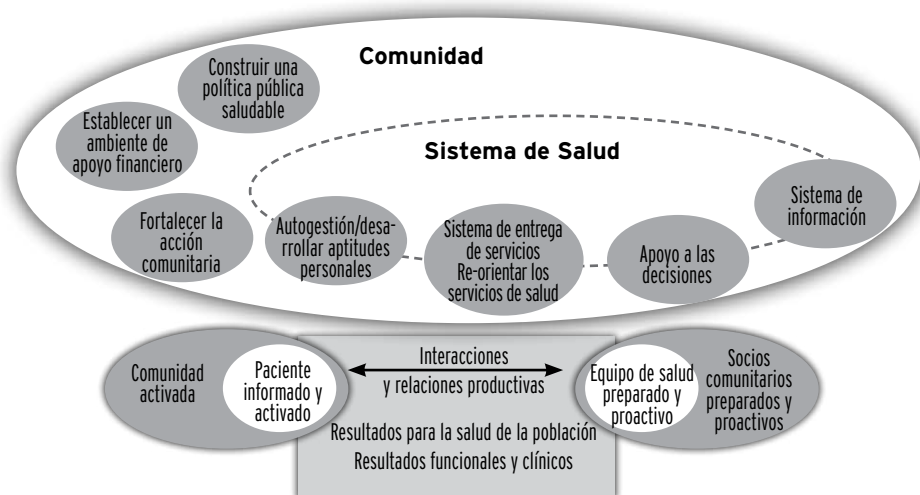 Comunidad
Construir una
política pública
saludable
Establecer un
ambiente de
apoyo financiero
Sistema de Salud
Fortalecer la
acción
comunitaria
Autogestión/desa-
rrollar aptitudes
personales
Sistema de entrega
de servicios
Re-orientar los
servicios de salud
Apoyo a las
decisiones
Sistema de
información
Comunidad
activada
Paciente
informado y
activado
Interacciones
y relaciones productivas
Resultados para la salud de la población
Resultados funcionales y clínicos
Equipo de salud
preparado y
proactivo
Socios
comunitarios
preparados y
proactivos